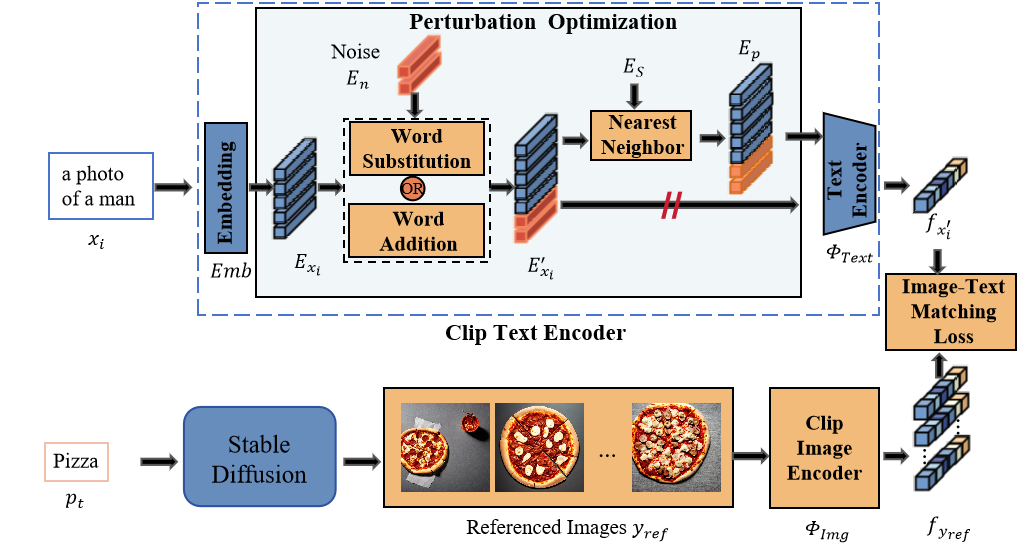 Perturbation Optimization
Noise
E_n
E_S
E_p
Word
Substitution
OR
Word
Addition
Nearest
Neighbor
Embedding
Text
Encoder
a photo
of a man
x_i
Emb
E_{x_i}
E'_{x_i}
Φ_{Text}
f_{x'_i}
Clip Text Encoder
Image-Text
Matching
Loss
Pizza
p_t
Stable
Diffusion
...
Referenced Images y_{ref}
Clip
Image
Encoder
Φ_{Img}
f_{y_{ref}}